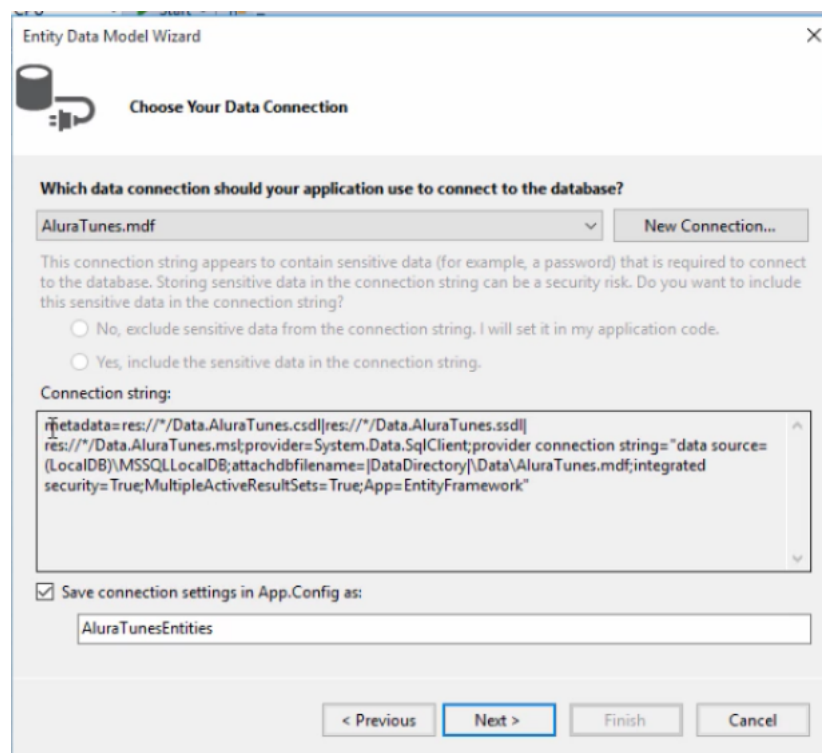 Entity Data Model Wizard
Choose Your Data Connection
Which data connection should your application use to connect to the database?
AluraTunes.mdf
New Connection...
This connection string appears to contain sensitive data (for example, a password) that is required to connect
to the database. Storing sensitive data in the connection string can be a security risk. Do you want to include
this sensitive data in the connection string?
No, exclude sensitive data from the connection string. I will set it in my application code.
Yes, include the sensitive data in the connection string.
Connection string:
metadata=res://*/Data.AluraTunes.csdl|res://*/Data.AluraTunes.ssdl|
res://*/Data.AluraTunes.msl;provider=System.Data.SqlClient;provider connection string="data source=
(LocalDB)\MSSQLLocalDB;attachdbfilename=|DataDirectory|\Data\AluraTunes.mdf;integrated
security=True;MultipleActiveResultSets=True;App=EntityFramework"
Save connection settings in App.Config as:
AluraTunesEntities
< Previous
Next >
Finish
Cancel